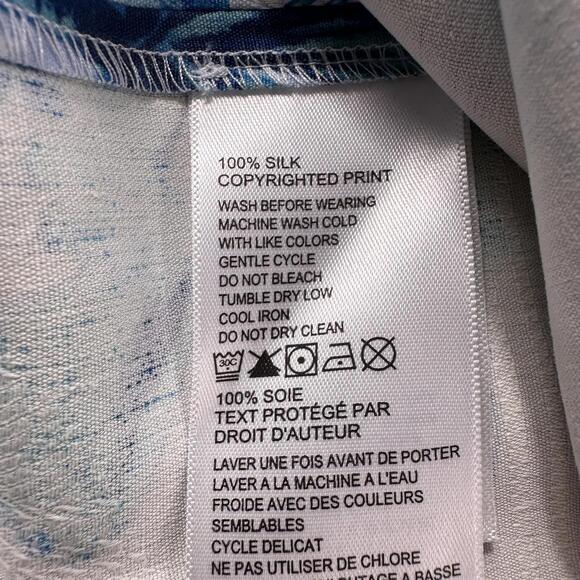 100% SILK
COPYRIGHTED PRINT
WASH BEFORE WEARING
MACHINE WASH COLD
WITH LIKE COLORS
GENTLE CYCLE
DO NOT BLEACH
TUMBLE DRY LOW
COOL IRON
DO NOT DRY CLEAN
30C
100% SOIE
TEXT PROTÉGÉ PAR
DROIT D'AUTEUR
LAVER UNE FOIS AVANT DE PORTER
LAVER A LA MACHINE A L'EAU
FROIDE AVEC DES COULEURS
SEMBLABLES
CYCLE DELICAT
NE PAS UTILISER DE CHLORE
A BASSE